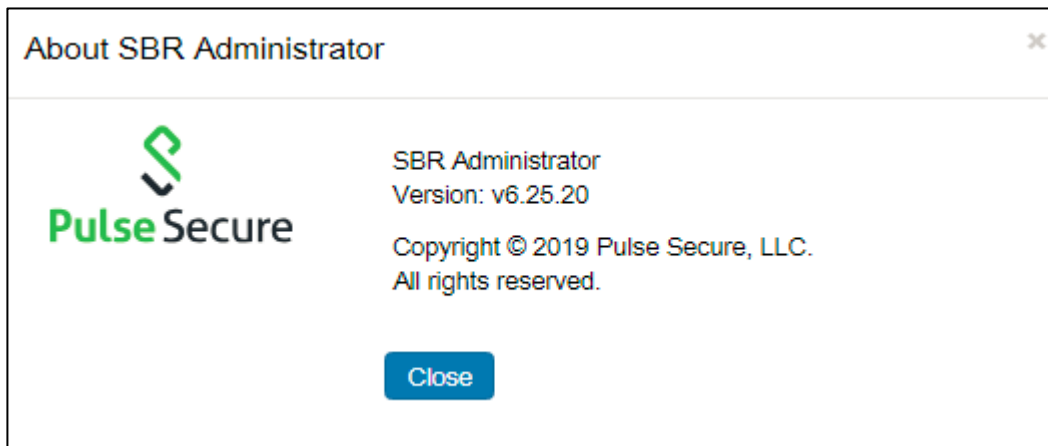 About SBR Administrator
Pulse Secure
SBR Administrator
Version: v6.25.20
Copyright © 2019 Pulse Secure, LLC.
All rights reserved.
Close